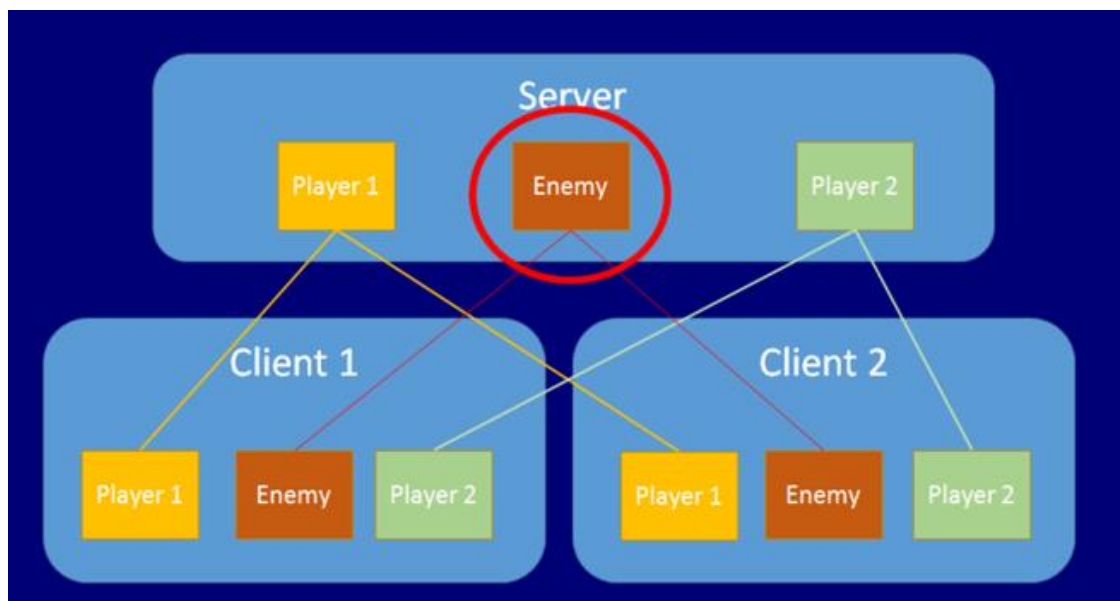 Server
Player 1
Enemy
Player 2
Client 1
Client 2
Player 1
Enemy
Player 2
Player 1
Enemy
Player 2